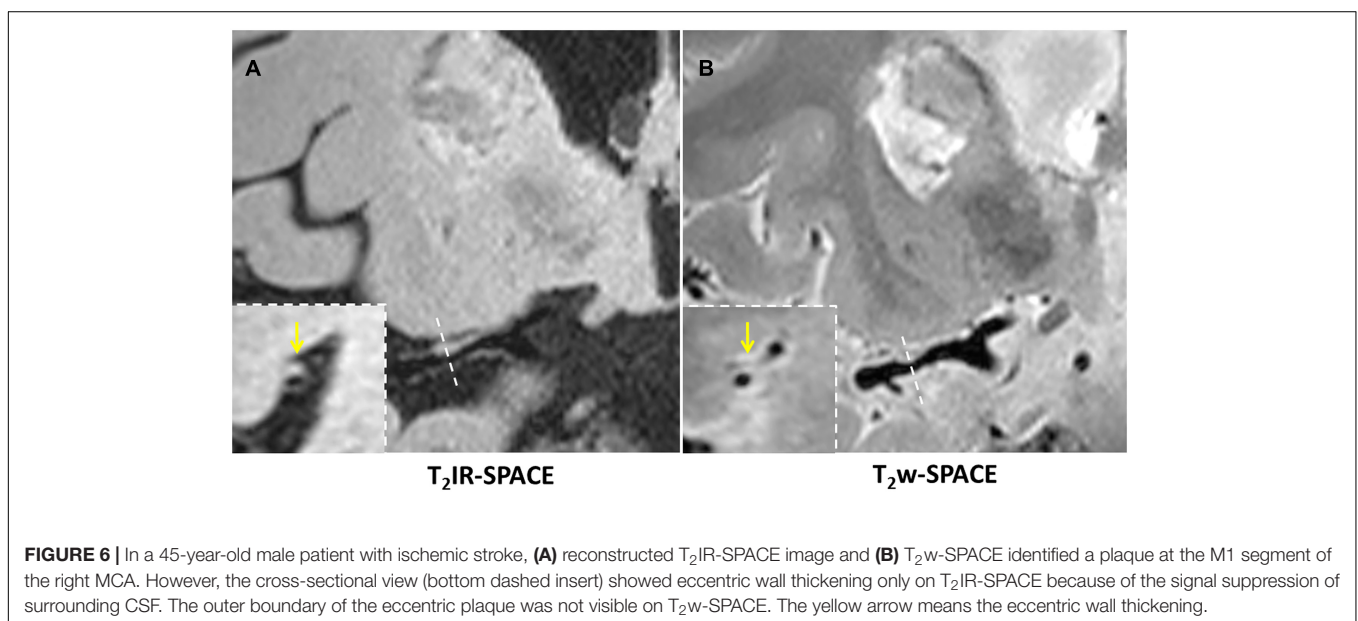 A
B
T₂IR-SPACE
T₂w-SPACE
FIGURE 6 | In a 45-year-old male patient with ischemic stroke, (A) reconstructed T₂IR-SPACE image and (B) T₂w-SPACE identified a plaque at the M1 segment of
the right MCA. However, the cross-sectional view (bottom dashed insert) showed eccentric wall thickening only on T₂IR-SPACE because of the signal suppression of
surrounding CSF. The outer boundary of the eccentric plaque was not visible on T₂w-SPACE. The yellow arrow means the eccentric wall thickening.